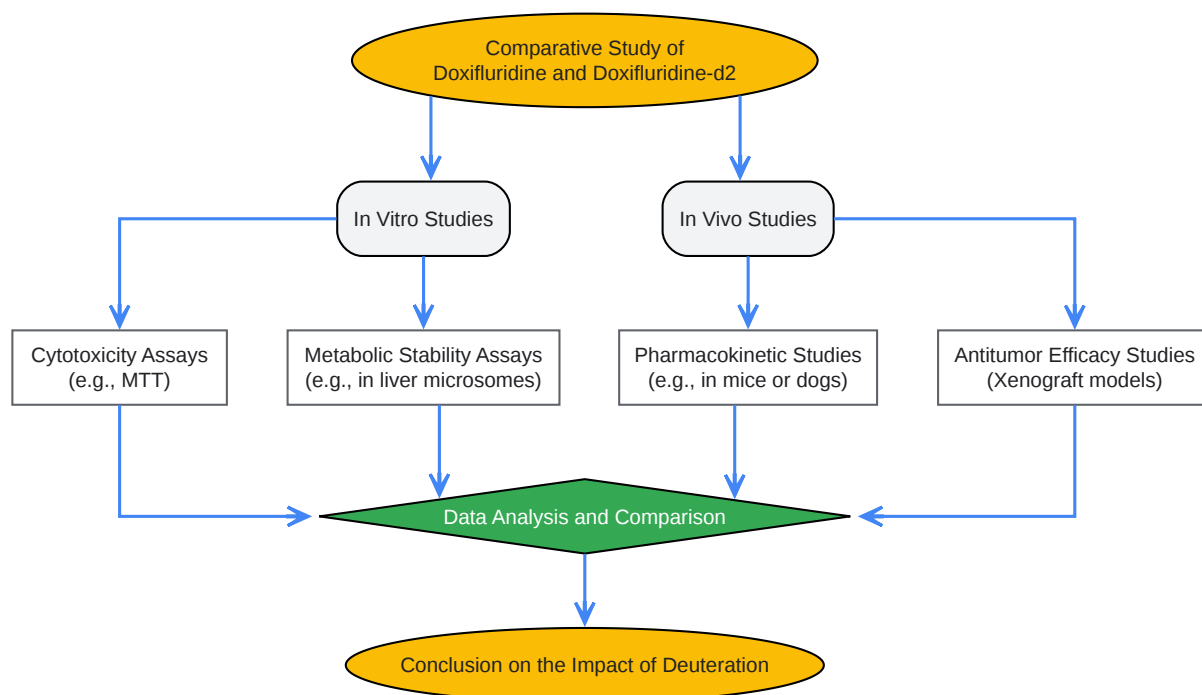 Comparative Study of
Doxifluridine and Doxifluridine-d2
In Vitro Studies
In Vivo Studies
Cytotoxicity Assays
(e.g., MTT)
Metabolic Stability Assays
(e.g., in liver microsomes)
Pharmacokinetic Studies
(e.g., in mice or dogs)
Antitumor Efficacy Studies
(Xenograft models)
Data Analysis and Comparison
Conclusion on the Impact of Deuteration